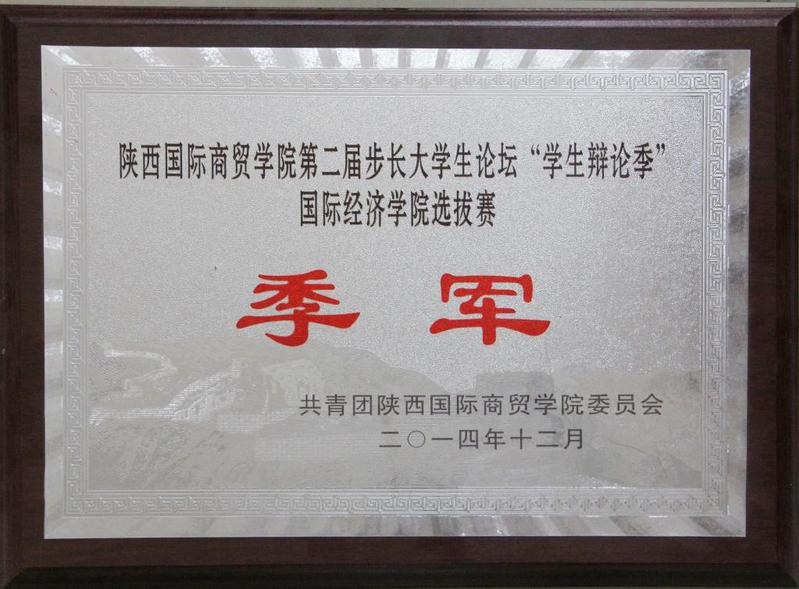 陕西国际商贸学院第二届步长大学生论坛“学生辩论季”
国际经济学院选拔赛
季军
共青团陕西国际商贸学院委员会
二〇一四年十二月